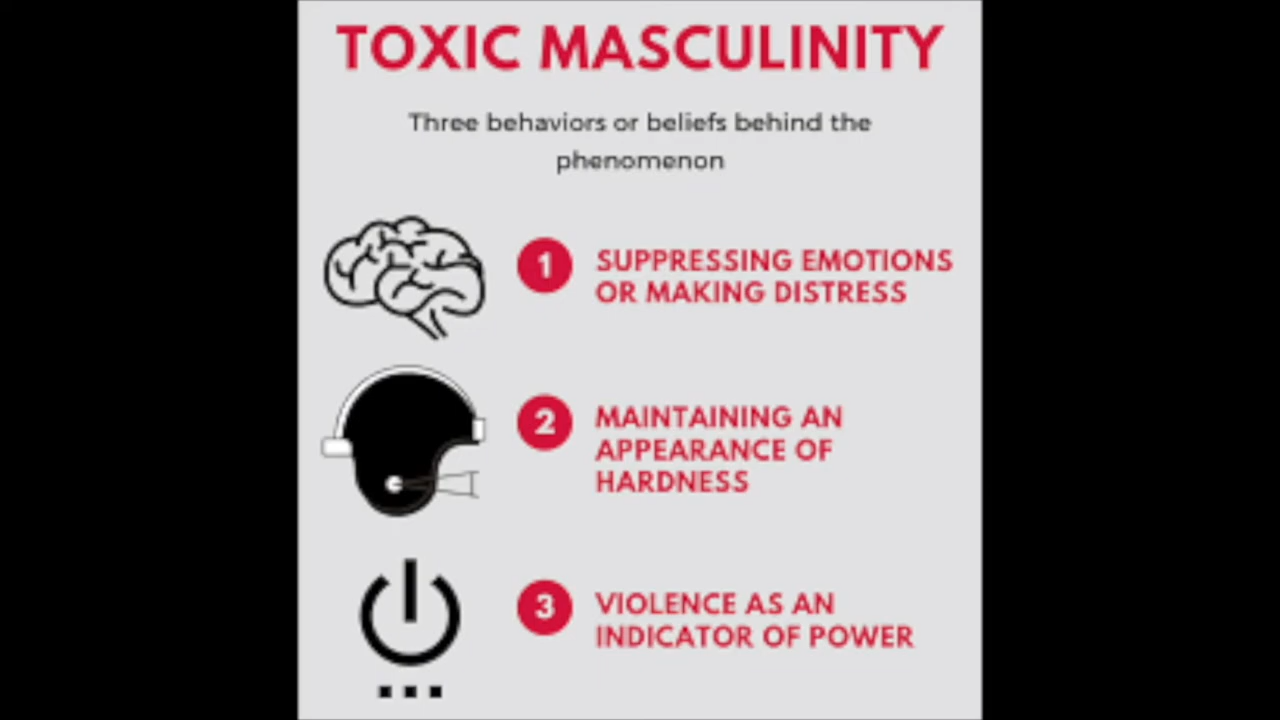 TOXIC MASCULINITY
Three behaviors or beliefs behind the
phenomenon
1 SUPPRESSING EMOTIONS
OR MAKING DISTRESS
2 MAINTAINING AN
APPEARANCE OF
HARDNESS
3 VIOLENCE AS AN
INDICATOR OF POWER